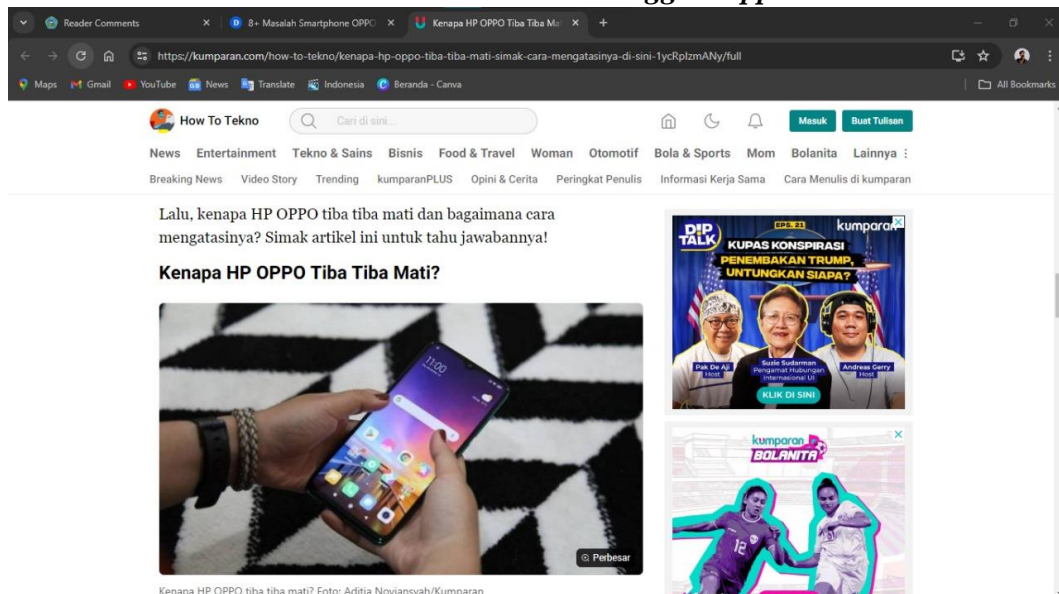 Reader Comments
8+ Masalah Smartphone OPPO
Kenapa HP OPPO Tiba Tiba Ma
https://kumparan.com/how-to-tekno/kenapa-hp-oppo-tiba-tiba-mati-simak-cara-mengatasinya-di-sini-1ycRpIzmANy/full
Maps Gmail YouTube News Translate Indonesia Beranda - Canva All Bookmarks
How To Tekno Cari di sini... Masuk Buat Tulisan
News Entertainment Tekno & Sains Bisnis Food & Travel Woman Otomotif Bola & Sports Mom Bolanita Lainnya
Breaking News Video Story Trending kumparanPLUS Opini & Cerita Peringkat Penulis Informasi Kerja Sama Cara Menulis di kumparan
Lalu, kenapa HP OPPO tiba tiba mati dan bagaimana cara
mengatasinya? Simak artikel ini untuk tahu jawabannya!
Kenapa HP OPPO Tiba Tiba Mati?
11:00
Perbesar
Kenapa HP OPPO tiba tiba mati? Foto: Aditia Noviansyah/Kumparan
DIP TALK
EPS. 21
kumparan
KUPAS KONSPIRASI
PENEMBAKAN TRUMP,
UNTUNGKAN SIAPA?
Pak De Aji
Host
Suzie Sudarman
Pengamat Hubungan
Internasional UI
Andreas Gerry
Host
KLIK DI SINI
kumparan
BOLANITA
12